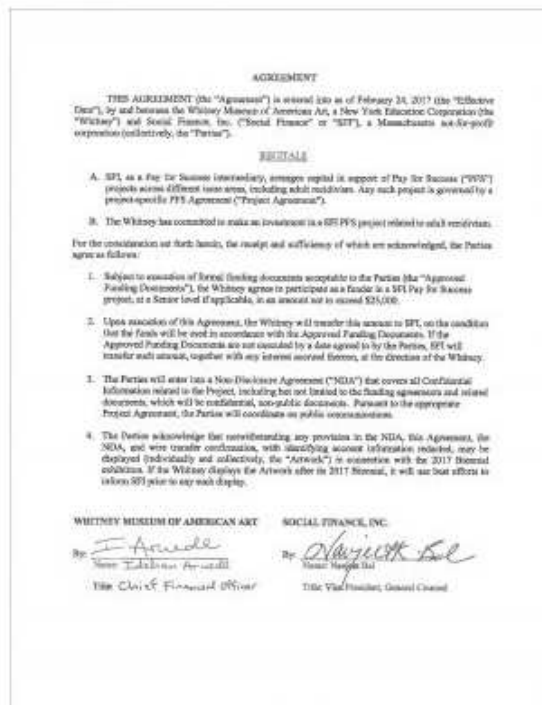 AGREEMENT
THIS AGREEMENT (the "Agreement") is entered into as of February 24, 2017 (the "Effective
Date"), by and between the Whitney Museum of American Art, a New York Education Corporation (the
"Whitney") and Social Finance, Inc. ("Social Finance" or "SFI"), a Massachusetts not-for-profit
corporation (collectively, the "Parties").
RECITALS
A. SFI, as a Pay for Success intermediary, arranges capital in support of Pay for Success ("PFS")
projects across different issue areas, including adult recidivism. Any such project is governed by a
project-specific PFS Agreement ("Project Agreement").
B. The Whitney has committed to make an investment in a SFI PFS project related to adult recidivism.
For the consideration set forth herein, the receipt and sufficiency of which are acknowledged, the Parties
agree as follows:
1. Subject to execution of formal funding documents acceptable to the Parties (the "Approved
Funding Documents"), the Whitney agrees to participate as a funder in a SFI Pay for Success
project, at a Senior level if applicable, in an amount not to exceed $25,000.
2. Upon execution of this Agreement, the Whitney will transfer this amount to SFI, on the condition
that the funds will be used in accordance with the Approved Funding Documents. If the
Approved Funding Documents are not executed by a date agreed to by the Parties, SFI will
transfer such amount, together with any interest accrued thereon, at the direction of the Whitney.
3. The Parties will enter into a Non-Disclosure Agreement ("NDA") that covers all Confidential
Information related to the Project, including but not limited to the funding agreements and related
documents, which will be confidential, non-public documents. Pursuant to the appropriate
Project Agreement, the Parties will coordinate on public communications.
4. The Parties acknowledge that notwithstanding any provision in the NDA, this Agreement, the
NDA, and wire transfer confirmation, with identifying account information redacted, may be
displayed (individually and collectively, the "Artwork") in connection with the 2017 Biennial
exhibition. If the Whitney displays the Artwork after its 2017 Biennial, it will use best efforts to
inform SFI prior to any such display.
WHITNEY MUSEUM OF AMERICAN ART SOCIAL FINANCE, INC.
By: By:
Name: Name: Navjeet Bal
Title: Chief Financial Officer Title: Vice President, General Counsel